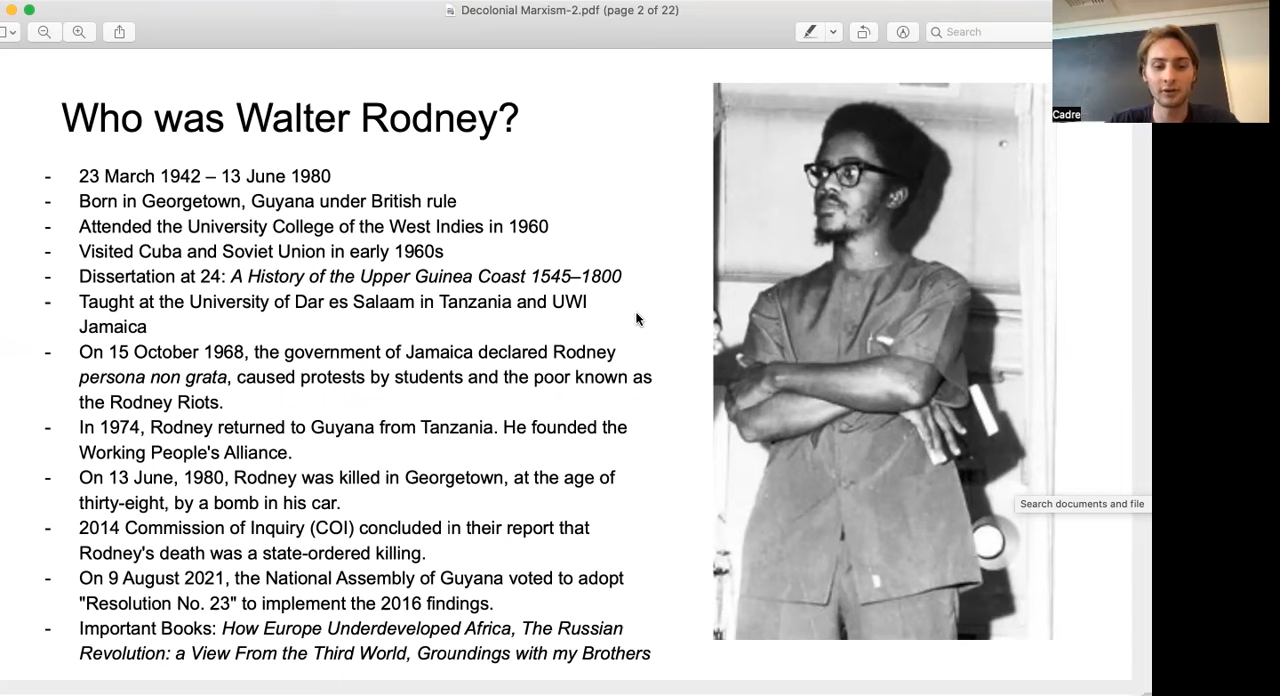 Decolonial Marxism-2.pdf (page 2 of 22)
Search
Cadre
Who was Walter Rodney?
- 23 March 1942 – 13 June 1980
- Born in Georgetown, Guyana under British rule
- Attended the University College of the West Indies in 1960
- Visited Cuba and Soviet Union in early 1960s
- Dissertation at 24: A History of the Upper Guinea Coast 1545–1800
- Taught at the University of Dar es Salaam in Tanzania and UWI
Jamaica
- On 15 October 1968, the government of Jamaica declared Rodney
persona non grata, caused protests by students and the poor known as
the Rodney Riots.
- In 1974, Rodney returned to Guyana from Tanzania. He founded the
Working People's Alliance.
- On 13 June, 1980, Rodney was killed in Georgetown, at the age of
thirty-eight, by a bomb in his car.
- 2014 Commission of Inquiry (COI) concluded in their report that
Rodney's death was a state-ordered killing.
- On 9 August 2021, the National Assembly of Guyana voted to adopt
"Resolution No. 23" to implement the 2016 findings.
- Important Books: How Europe Underdeveloped Africa, The Russian
Revolution: a View From the Third World, Groundings with my Brothers
Search documents and file